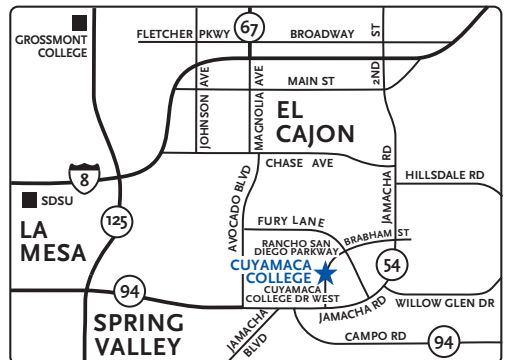 GROSSMONT
COLLEGE
FLETCHER PKWY
67
BROADWAY
2ND ST
JOHNSON AVE
MAGNOLIA AVE
MAIN ST
EL
CAJON
CHASE AVE
JAMACHA RD
HILLSDALE RD
8
SDSU
LA
MESA
125
AVOCADO BLVD
FURY LANE
RANCHO SAN
DIEGO PARKWAY
BRABHAM ST
CUYAMACA
COLLEGE
CUYAMACA
COLLEGE DR WEST
54
94
SPRING
VALLEY
JAMACHA
BLVD
JAMACHA RD
WILLOW GLEN DR
CAMPO RD
94